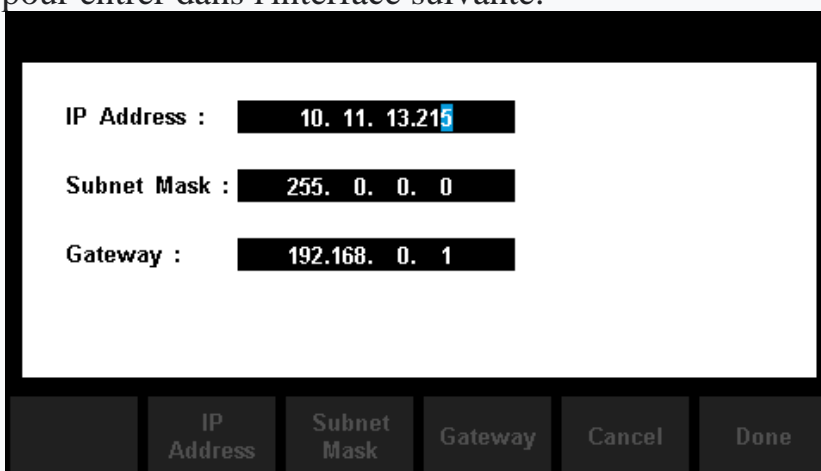 pour entrer dans l'interface suivante:
IP Address : 10. 11. 13.215
Subnet Mask : 255. 0. 0. 0
Gateway : 192.168. 0. 1
IP Address
Subnet Mask
Gateway
Cancel
Done